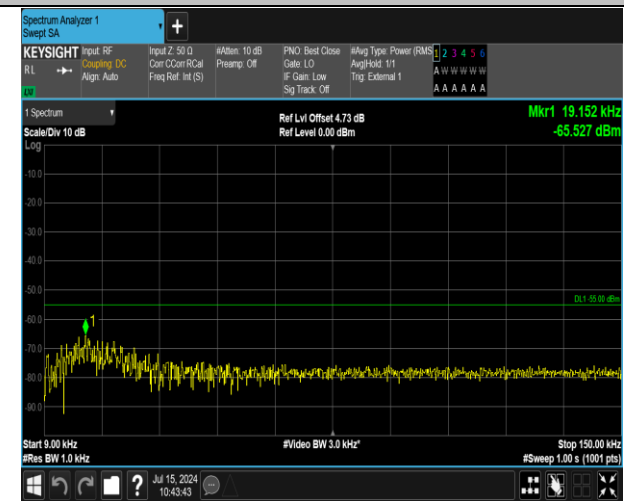 Spectrum Analyzer 1
Swept SA
+
KEYSIGHT
RL
Input: RF
Coupling: DC
Align: Auto
Input Z: 50 Ω
Corr CCorr RCal
Freq Ref: Int (S)
#Atten: 10 dB
Preamp: Off
PNO: Best Close
Gate: LO
IF Gain: Low
Sig Track: Off
#Avg Type: Power (RMS
Avg|Hold: 1/1
Trig: External 1
1 2 3 4 5 6
A W W W W W
A A A A A A
1 Spectrum
Scale/Div 10 dB
Ref Lvl Offset 4.73 dB
Ref Level 0.00 dBm
Mkr1 19.152 kHz
-65.527 dBm
Log
-10.0
-20.0
-30.0
-40.0
-50.0
DL1 -55.00 dBm
-60.0
1
-70.0
-80.0
-90.0
Start 9.00 kHz
#Video BW 3.0 kHz*
Stop 150.00 kHz
#Res BW 1.0 kHz
#Sweep 1.00 s (1001 pts)
?
Jul 15, 2024
10:43:43